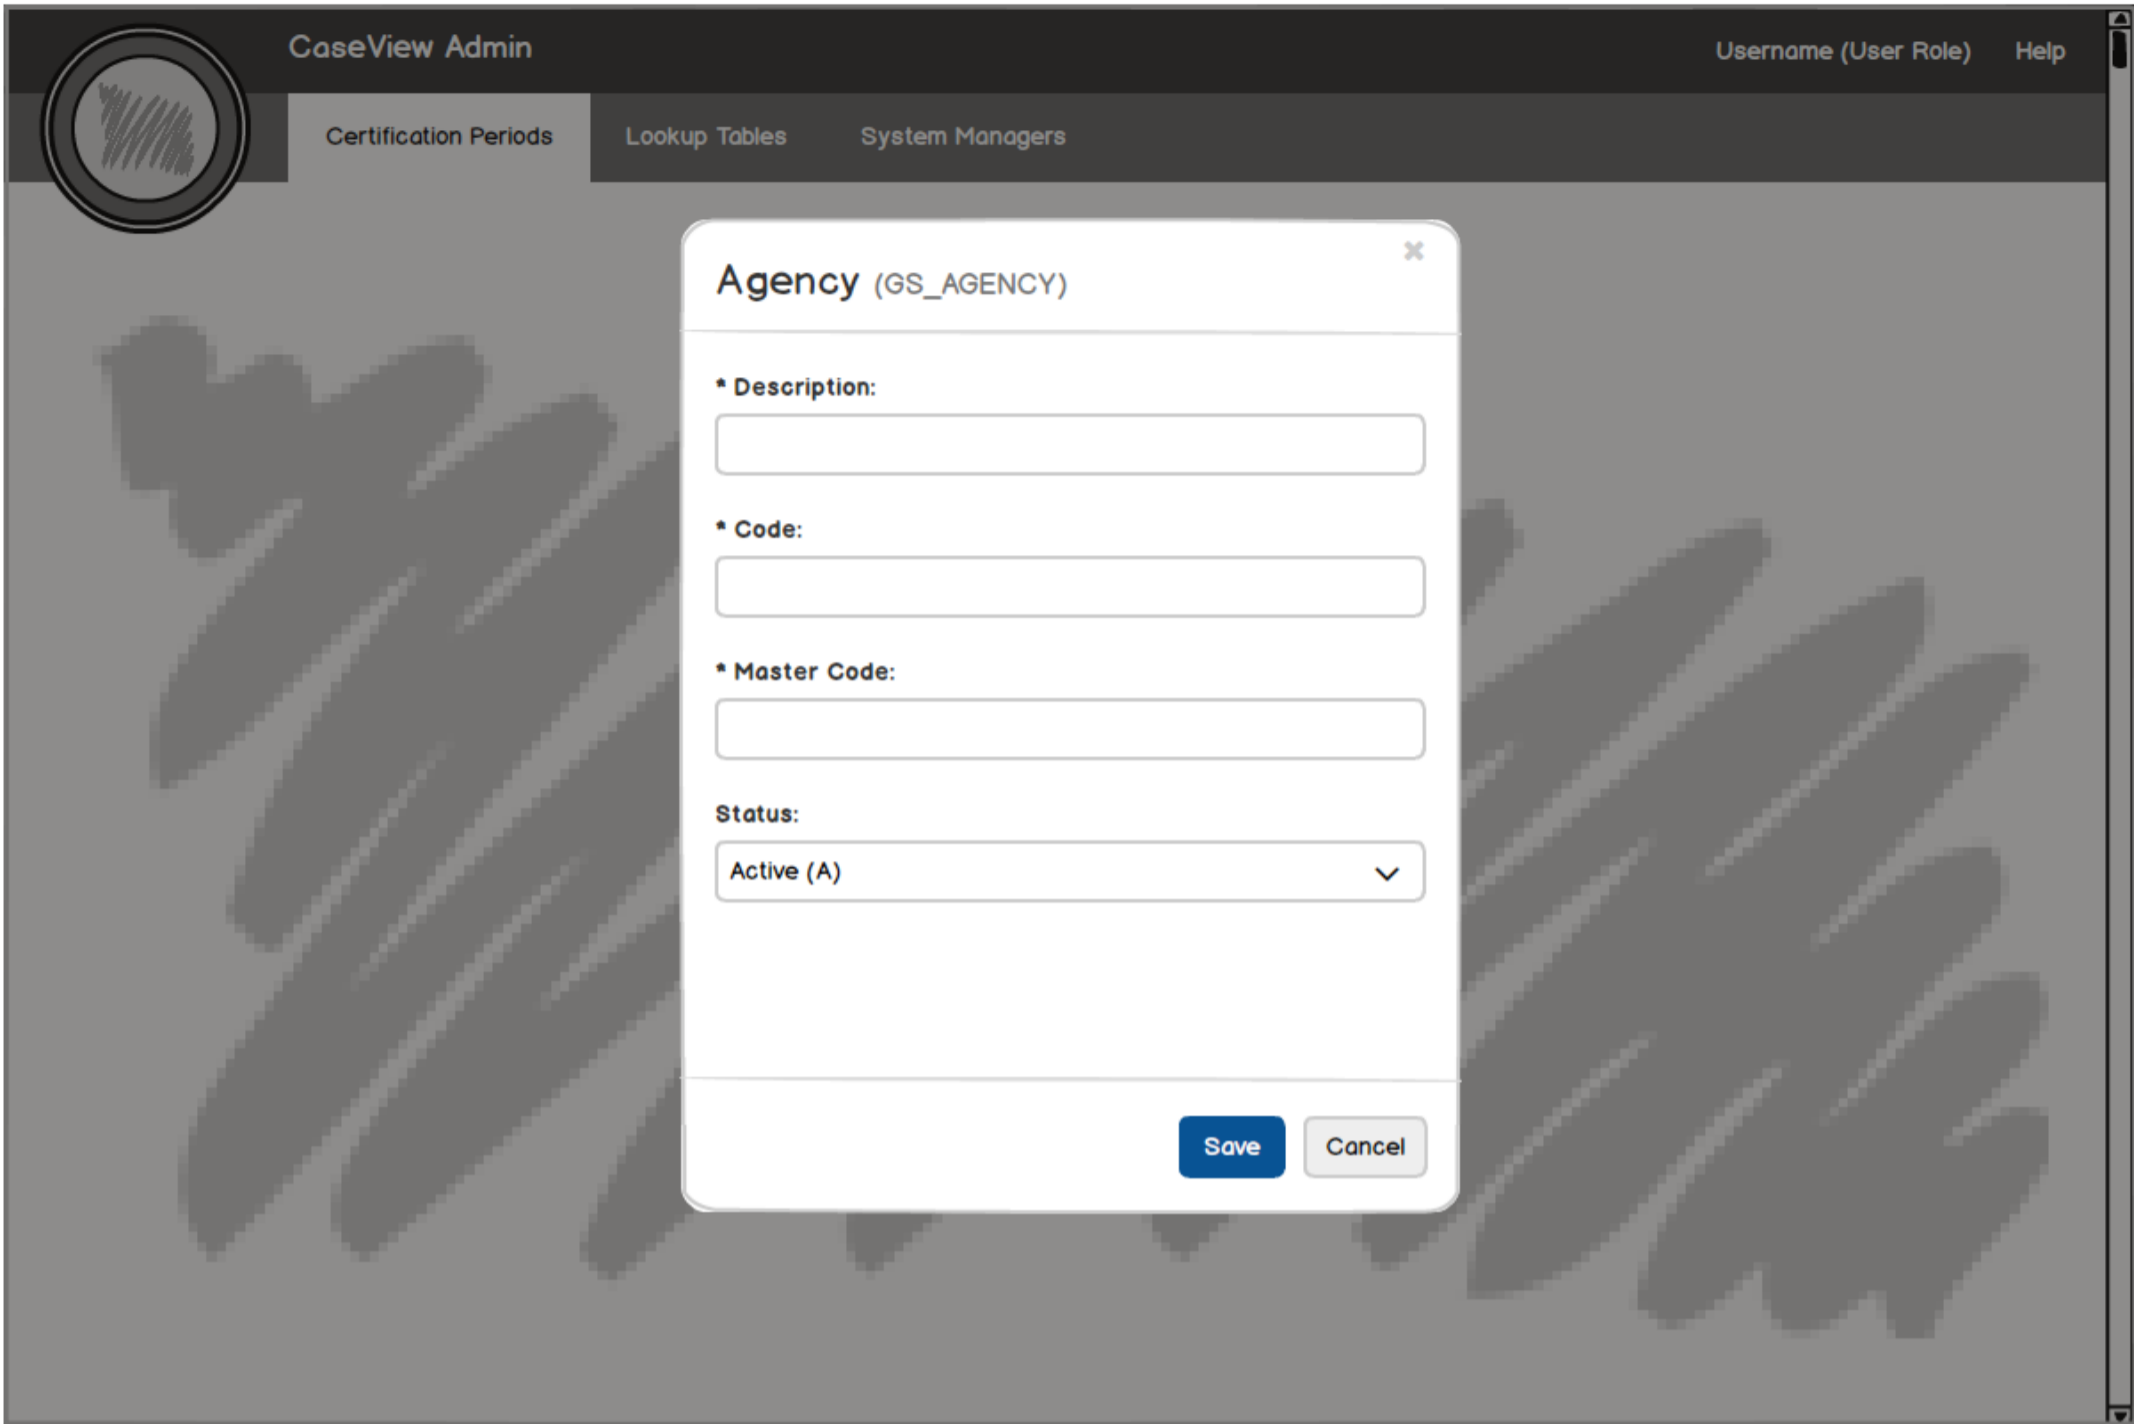 CaseView Admin
Username (User Role) Help
Certification Periods Lookup Tables System Managers
Agency (GS_AGENCY)
* Description:
* Code:
* Master Code:
Status:
Active (A)
Save Cancel